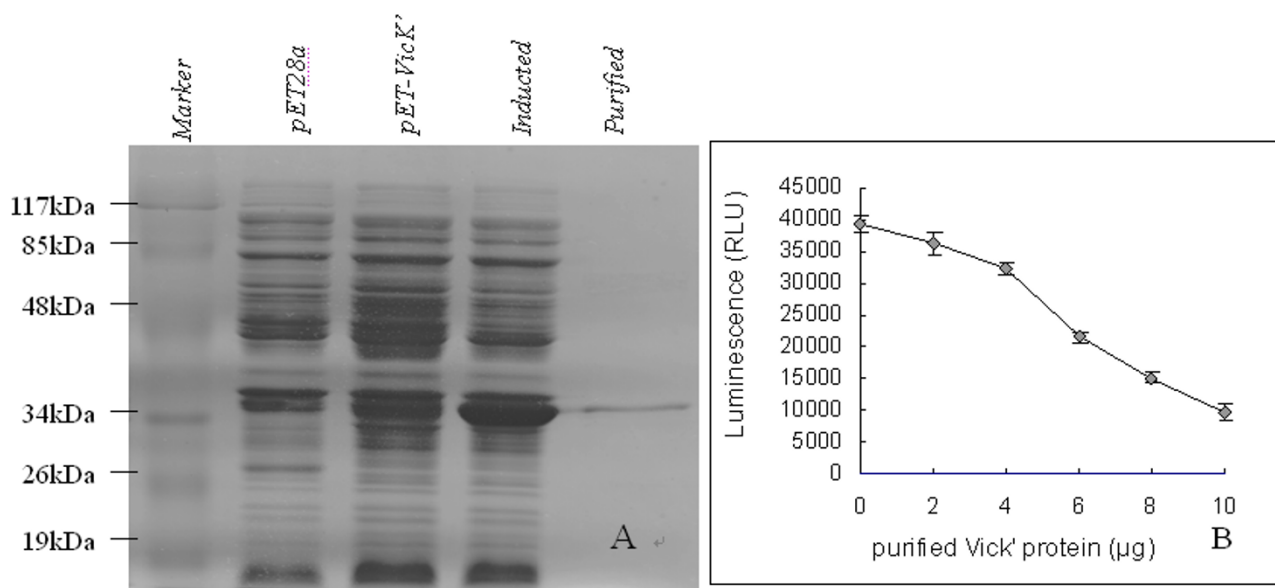 Marker
pET28a
pET-VicK'
Inducted
Purified
117kDa
85kDa
48kDa
34kDa
26kDa
19kDa
A
Luminescence (RLU)
45000
40000
35000
30000
25000
20000
15000
10000
5000
0
0 2 4 6 8 10
purified Vick' protein (µg)
B